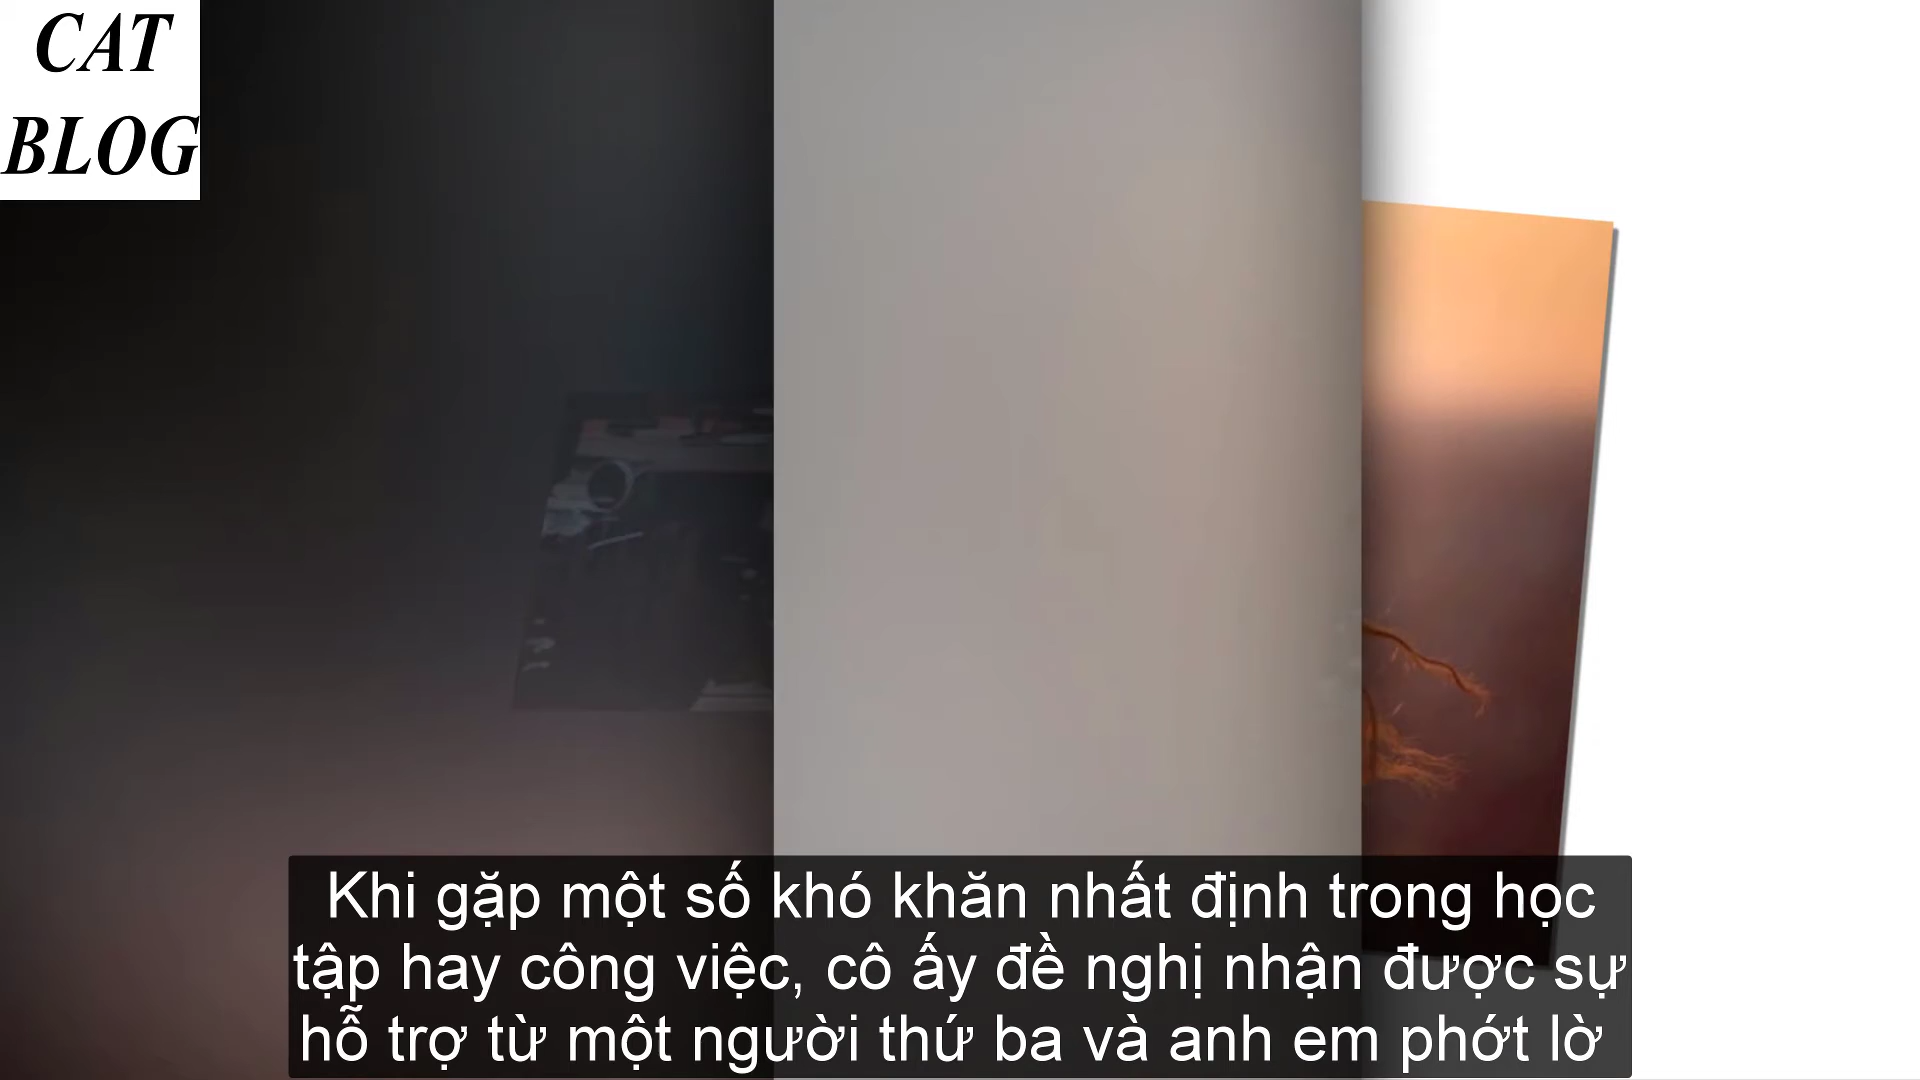 CAT
BLOG
Khi gặp một số khó khăn nhất định trong học
tập hay công việc, cô ấy đề nghị nhận được sự
hỗ trợ từ một người thứ ba và anh em phớt lờ